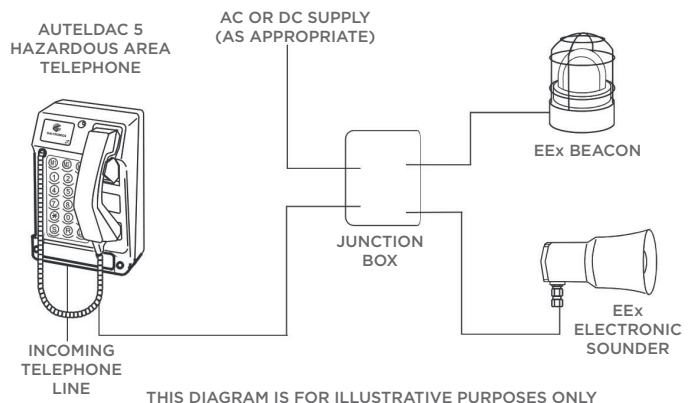 AUTELDAC 5
HAZARDOUS AREA
TELEPHONE
AC OR DC SUPPLY
(AS APPROPRIATE)
EEx BEACON
JUNCTION
BOX
EEx
ELECTRONIC
SOUNDER
INCOMING
TELEPHONE
LINE
THIS DIAGRAM IS FOR ILLUSTRATIVE PURPOSES ONLY